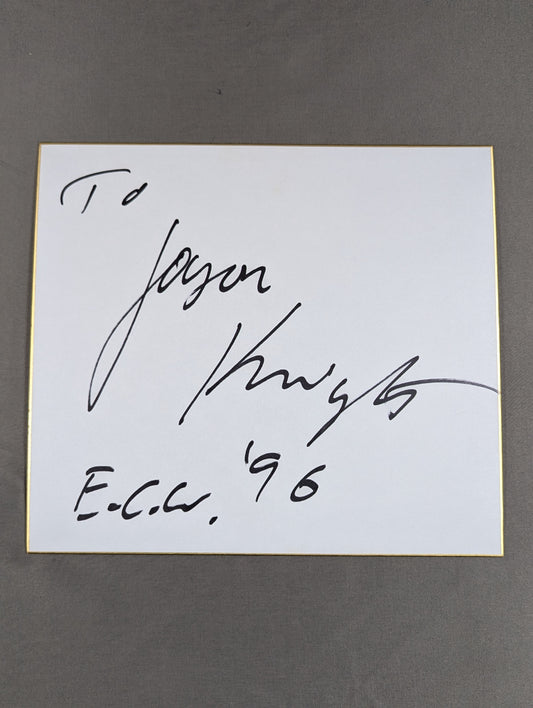 To
Jason
Knight
E.C.W. '96